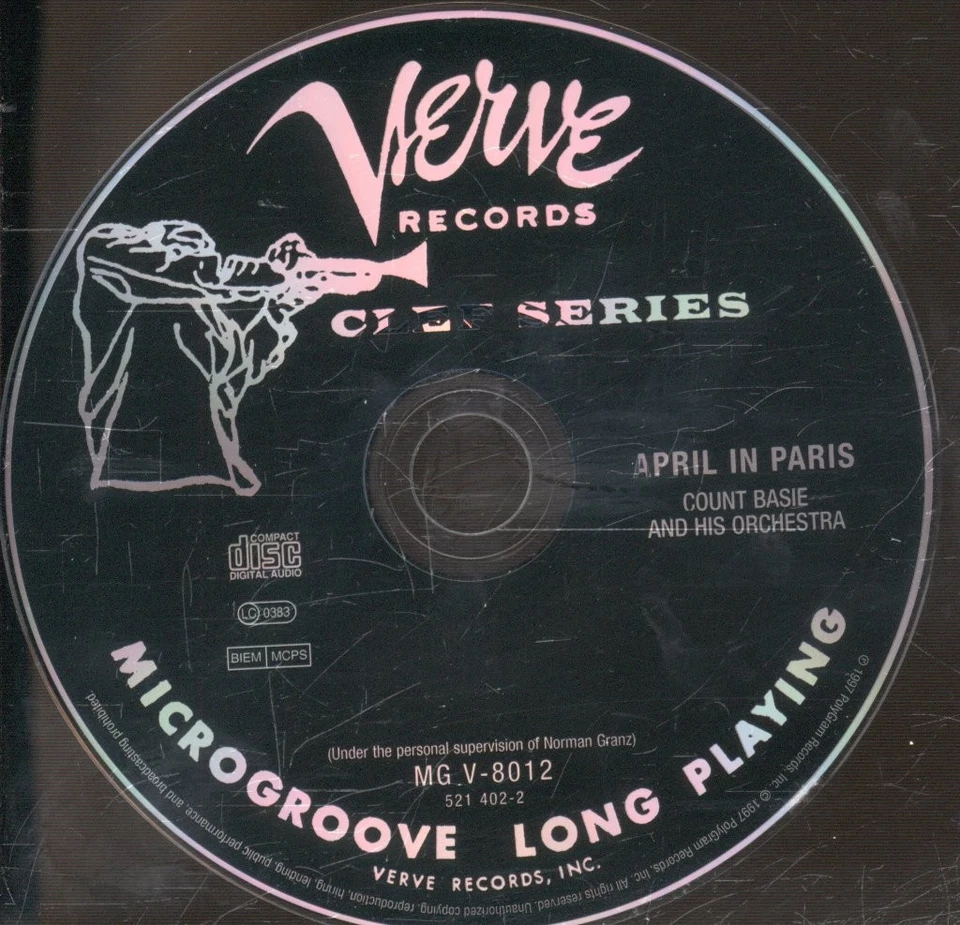 Verve
RECORDS
CLEF SERIES
APRIL IN PARIS
COUNT BASIE
AND HIS ORCHESTRA
COMPACT
disc
DIGITAL AUDIO
LC 0383
BIEM MCPS
(Under the personal supervision of Norman Granz)
MG V-8012
521 402-2
MICROGROOVE LONG PLAYING
VERVE RECORDS, INC.
℗ 1997 PolyGram Records, Inc. © 1997 PolyGram Records, Inc. All rights reserved. Unauthorized copying, reproduction, hiring, lending, public performance, and broadcasting prohibited.